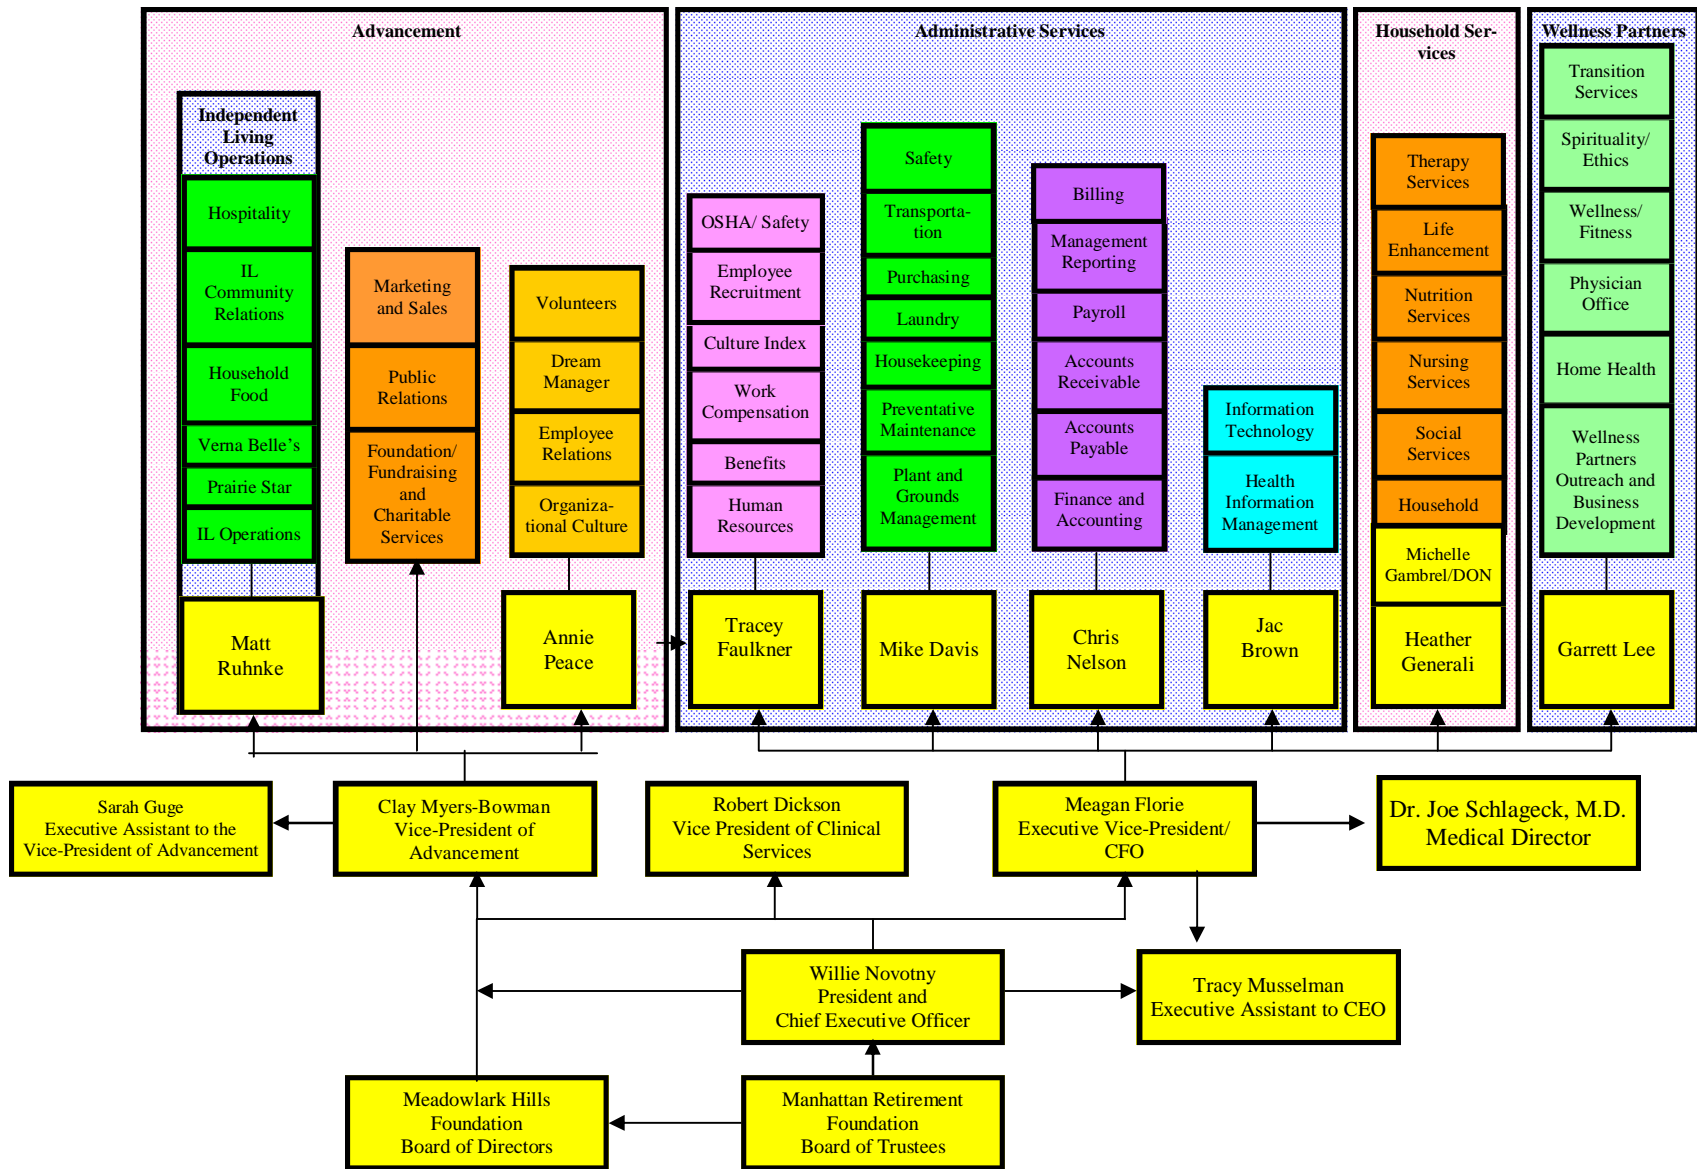 Advancement
Independent
Living
Operations
Hospitality
IL
Community
Relations
Household
Food
Verna Belle's
Prairie Star
IL Operations
Matt
Ruhnke
Marketing
and Sales
Public
Relations
Foundation/
Fundraising
and
Charitable
Services
Volunteers
Dream
Manager
Employee
Relations
Organiza-
tional Culture
Annie
Peace
Administrative Services
OSHA/ Safety
Employee
Recruitment
Culture Index
Work
Compensation
Benefits
Human
Resources
Tracey
Faulkner
Safety
Transporta-
tion
Purchasing
Laundry
Housekeeping
Preventative
Maintenance
Plant and
Grounds
Management
Mike Davis
Billing
Management
Reporting
Payroll
Accounts
Receivable
Accounts
Payable
Finance and
Accounting
Chris
Nelson
Information
Technology
Health
Information
Management
Jac
Brown
Household Ser-
vices
Therapy
Services
Life
Enhancement
Nutrition
Services
Nursing
Services
Social
Services
Household
Michelle
Gambrel/DON
Heather
Generali
Wellness Partners
Transition
Services
Spirituality/
Ethics
Wellness/
Fitness
Physician
Office
Home Health
Wellness
Partners
Outreach and
Business
Development
Garrett Lee
Sarah Guge
Executive Assistant to the
Vice-President of Advancement
Clay Myers-Bowman
Vice-President of
Advancement
Robert Dickson
Vice President of Clinical
Services
Meagan Florie
Executive Vice-President/
CFO
Dr. Joe Schlageck, M.D.
Medical Director
Willie Novotny
President and
Chief Executive Officer
Tracy Musselman
Executive Assistant to CEO
Meadowlark Hills
Foundation
Board of Directors
Manhattan Retirement
Foundation
Board of Trustees